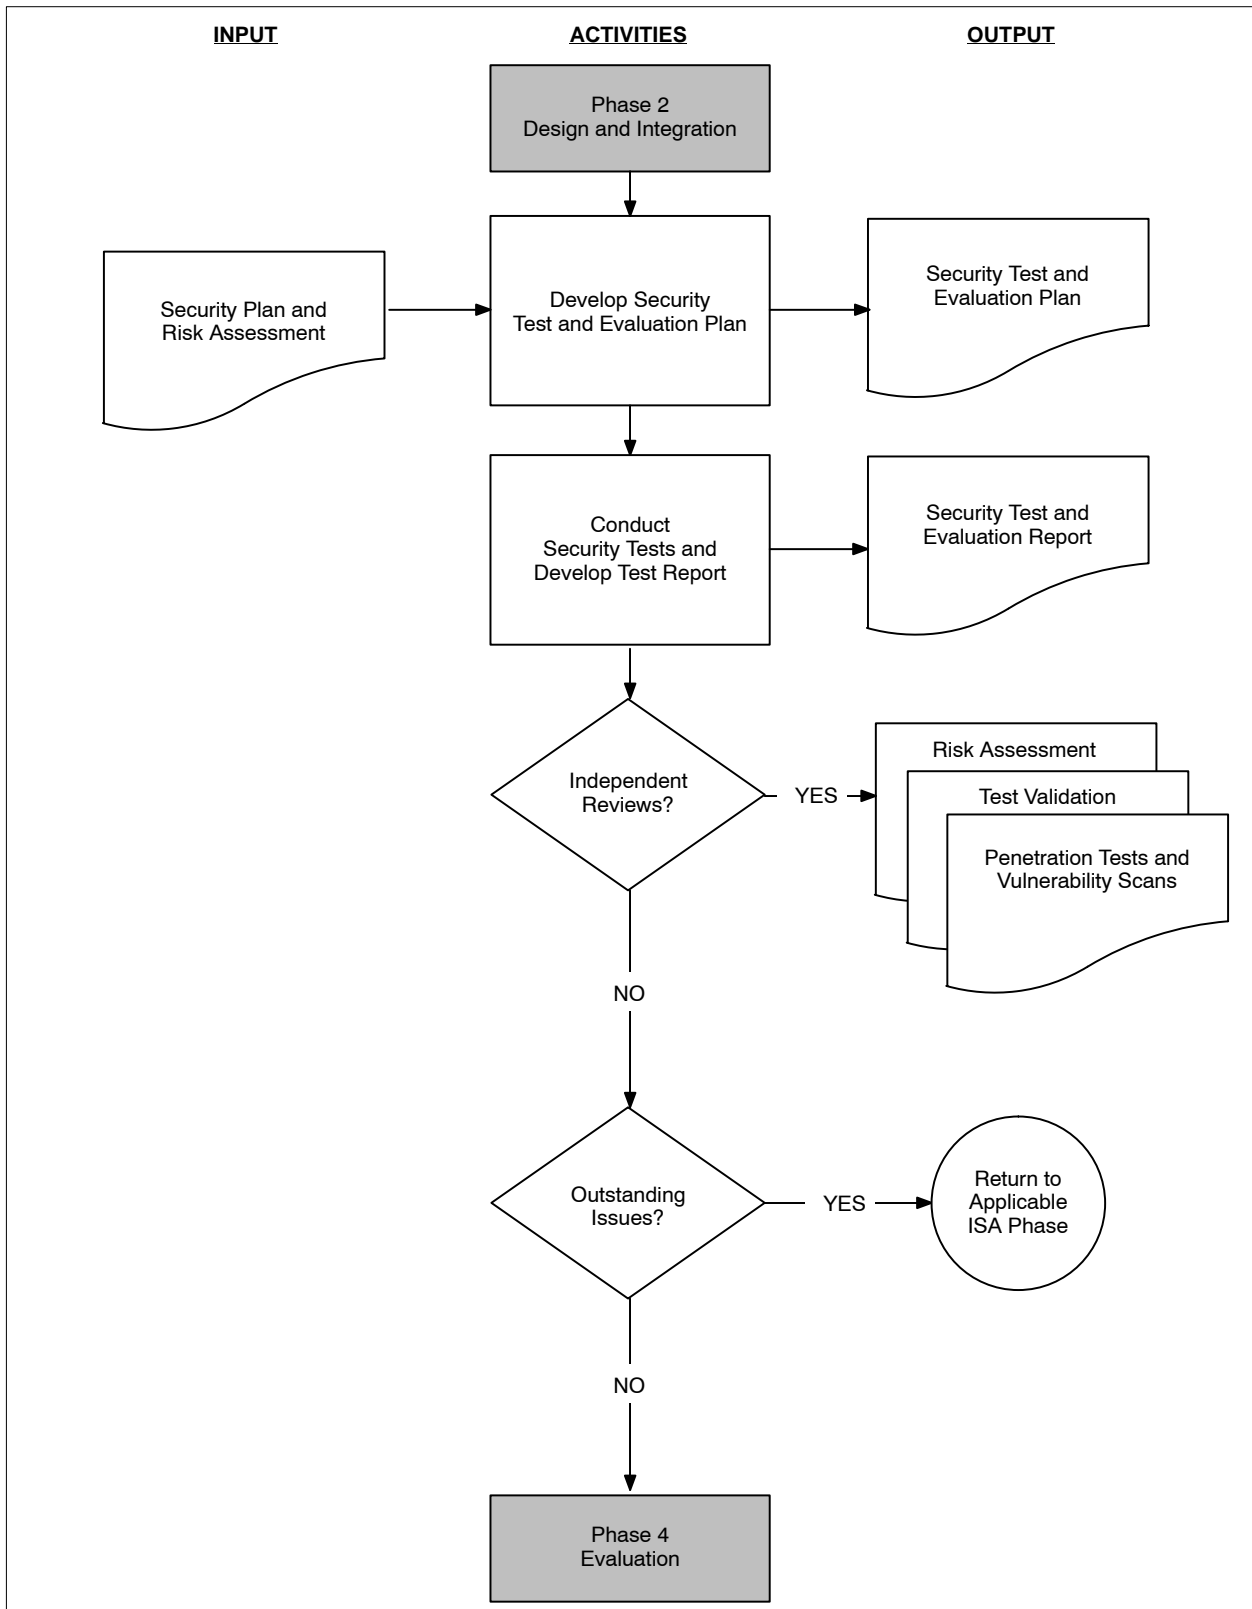 INPUT
ACTIVITIES
OUTPUT
Phase 2
Design and Integration
Security Plan and
Risk Assessment
Develop Security
Test and Evaluation Plan
Security Test and
Evaluation Plan
Conduct
Security Tests and
Develop Test Report
Security Test and
Evaluation Report
Independent
Reviews?
YES
Risk Assessment
Test Validation
Penetration Tests and
Vulnerability Scans
NO
Outstanding
Issues?
YES
Return to
Applicable
ISA Phase
NO
Phase 4
Evaluation